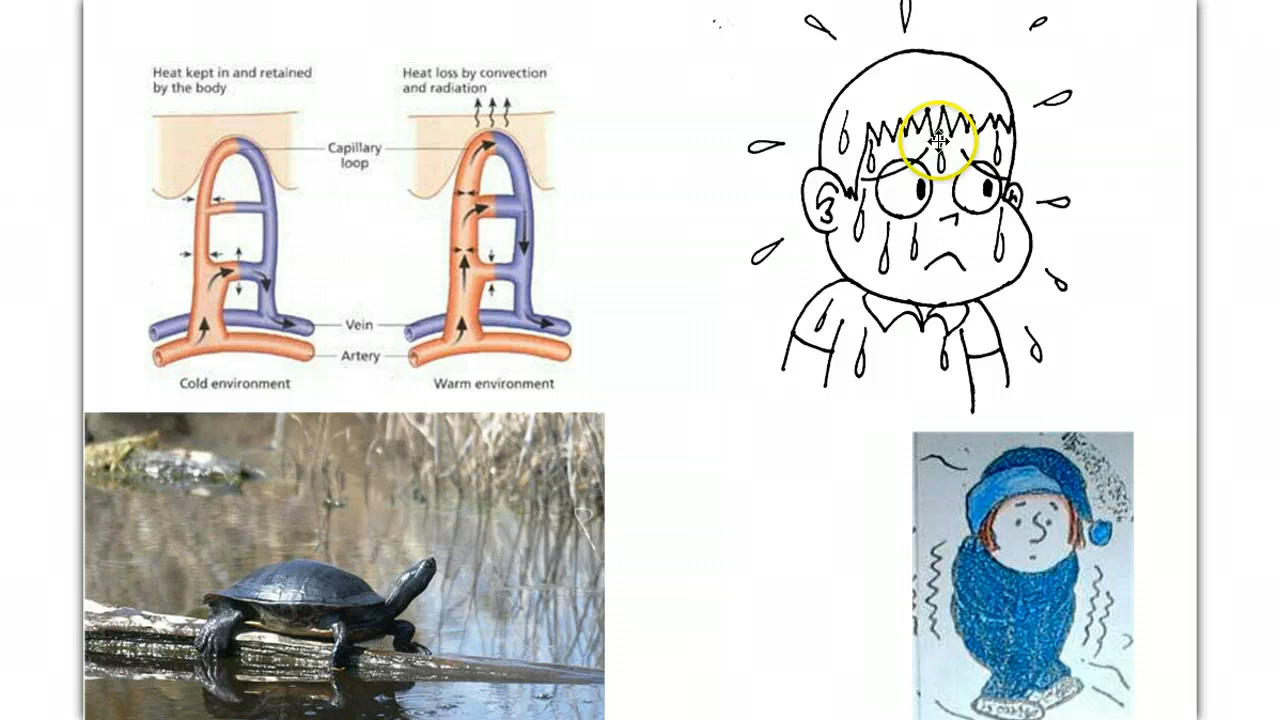 Heat kept in and retained
by the body
Heat loss by convection
and radiation
Capillary
loop
Vein
Artery
Cold environment
Warm environment